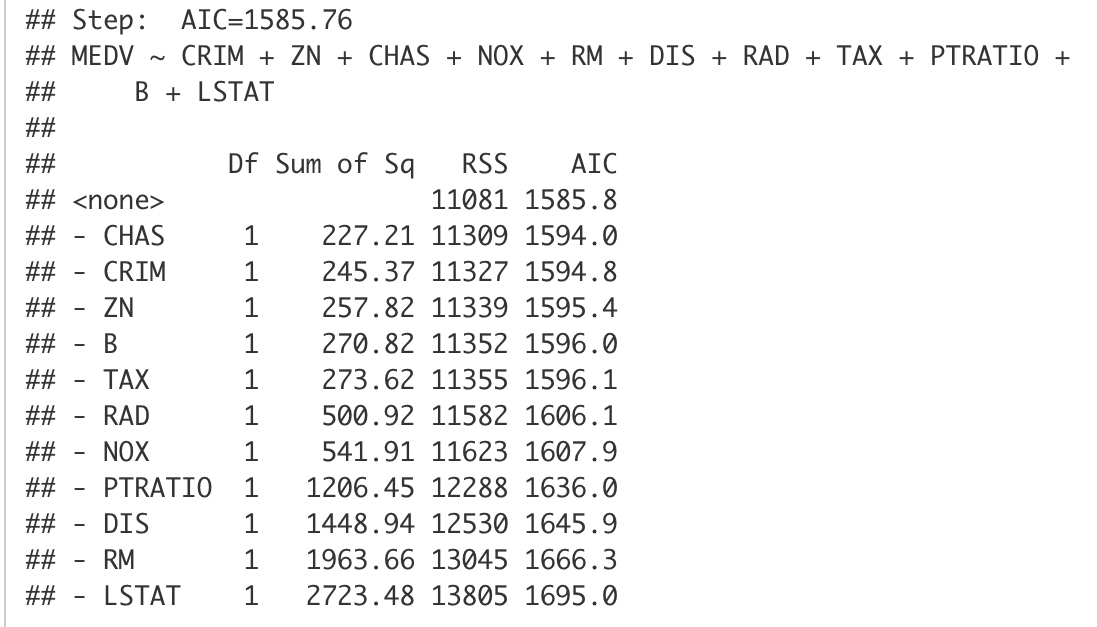 ## Step:  AIC=1585.76
## MEDV ~ CRIM + ZN + CHAS + NOX + RM + DIS + RAD + TAX + PTRATIO +
##     B + LSTAT
##
##           Df Sum of Sq   RSS    AIC
## <none>                 11081 1585.8
## - CHAS     1    227.21 11309 1594.0
## - CRIM     1    245.37 11327 1594.8
## - ZN       1    257.82 11339 1595.4
## - B        1    270.82 11352 1596.0
## - TAX      1    273.62 11355 1596.1
## - RAD      1    500.92 11582 1606.1
## - NOX      1    541.91 11623 1607.9
## - PTRATIO  1   1206.45 12288 1636.0
## - DIS      1   1448.94 12530 1645.9
## - RM       1   1963.66 13045 1666.3
## - LSTAT    1   2723.48 13805 1695.0